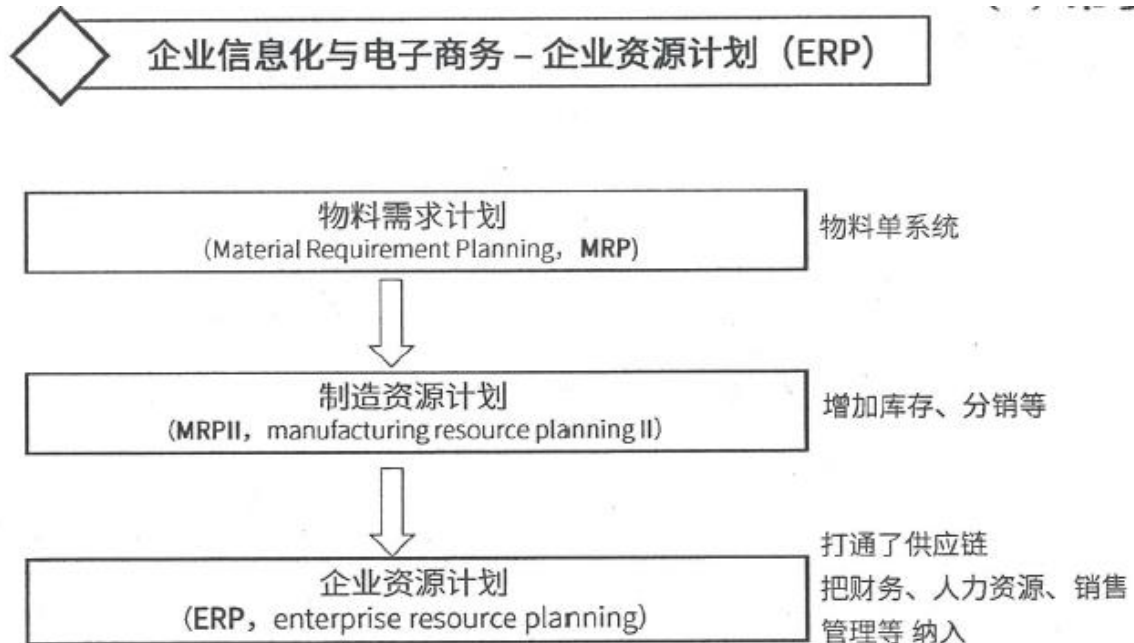 企业信息化与电子商务 – 企业资源计划（ERP）
物料需求计划
(Material Requirement Planning，MRP)
物料单系统
制造资源计划
（MRPII，manufacturing resource planning II）
增加库存、分销等
企业资源计划
（ERP，enterprise resource planning）
打通了供应链
把财务、人力资源、销售
管理等 纳入